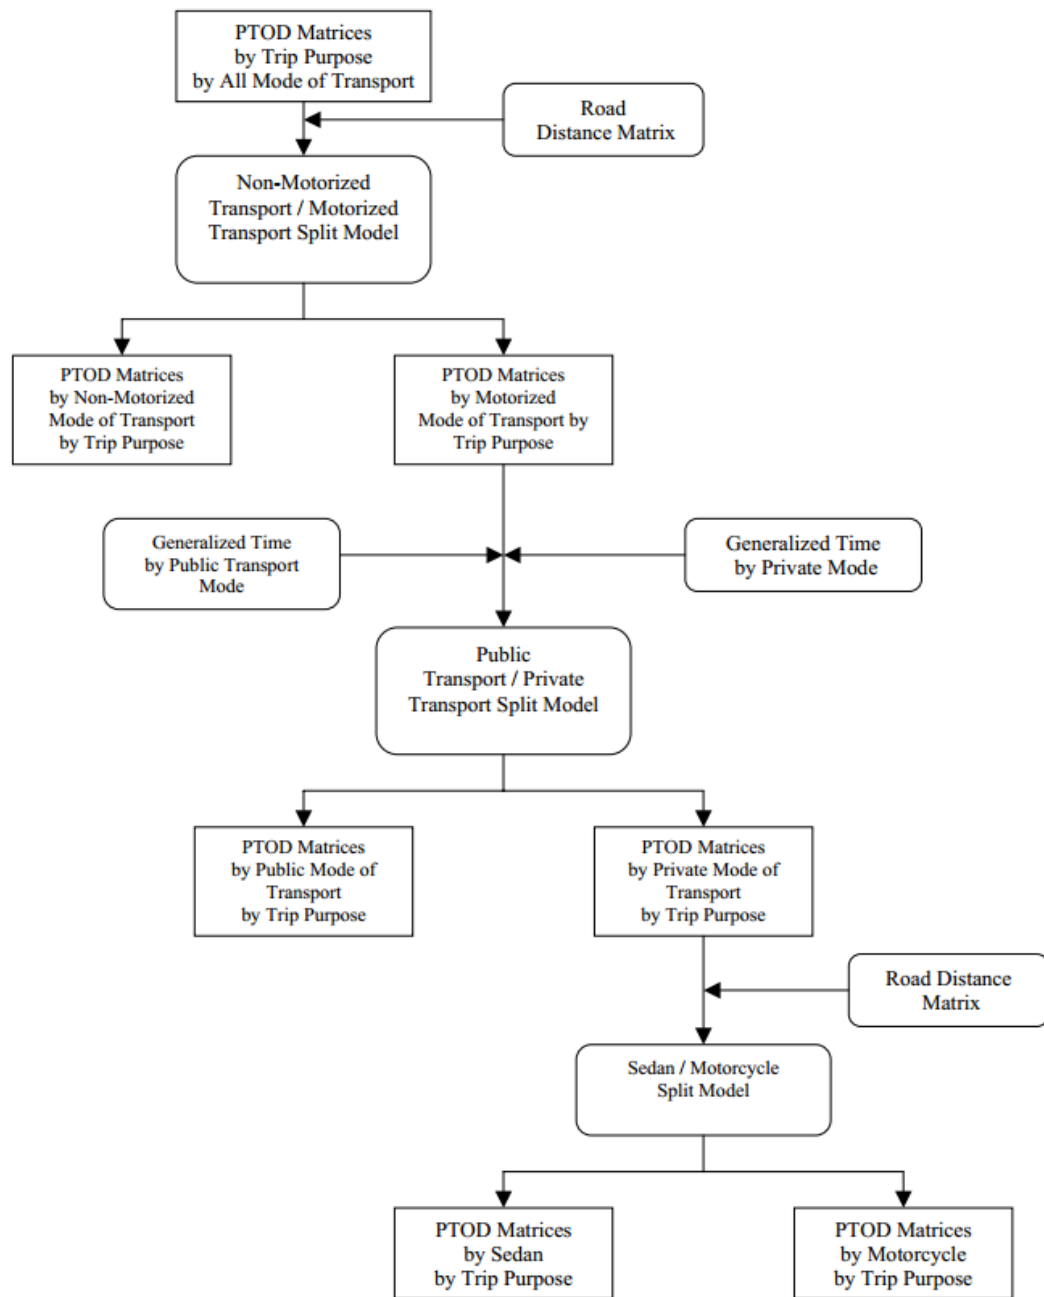 PTOD Matrices
by Trip Purpose
by All Mode of Transport
Road
Distance Matrix
Non-Motorized
Transport / Motorized
Transport Split Model
PTOD Matrices
by Non-Motorized
Mode of Transport
by Trip Purpose
PTOD Matrices
by Motorized
Mode of Transport by
Trip Purpose
Generalized Time
by Public Transport
Mode
Generalized Time
by Private Mode
Public
Transport / Private
Transport Split Model
PTOD Matrices
by Public Mode of
Transport
by Trip Purpose
PTOD Matrices
by Private Mode of
Transport
by Trip Purpose
Road Distance
Matrix
Sedan / Motorcycle
Split Model
PTOD Matrices
by Sedan
by Trip Purpose
PTOD Matrices
by Motorcycle
by Trip Purpose